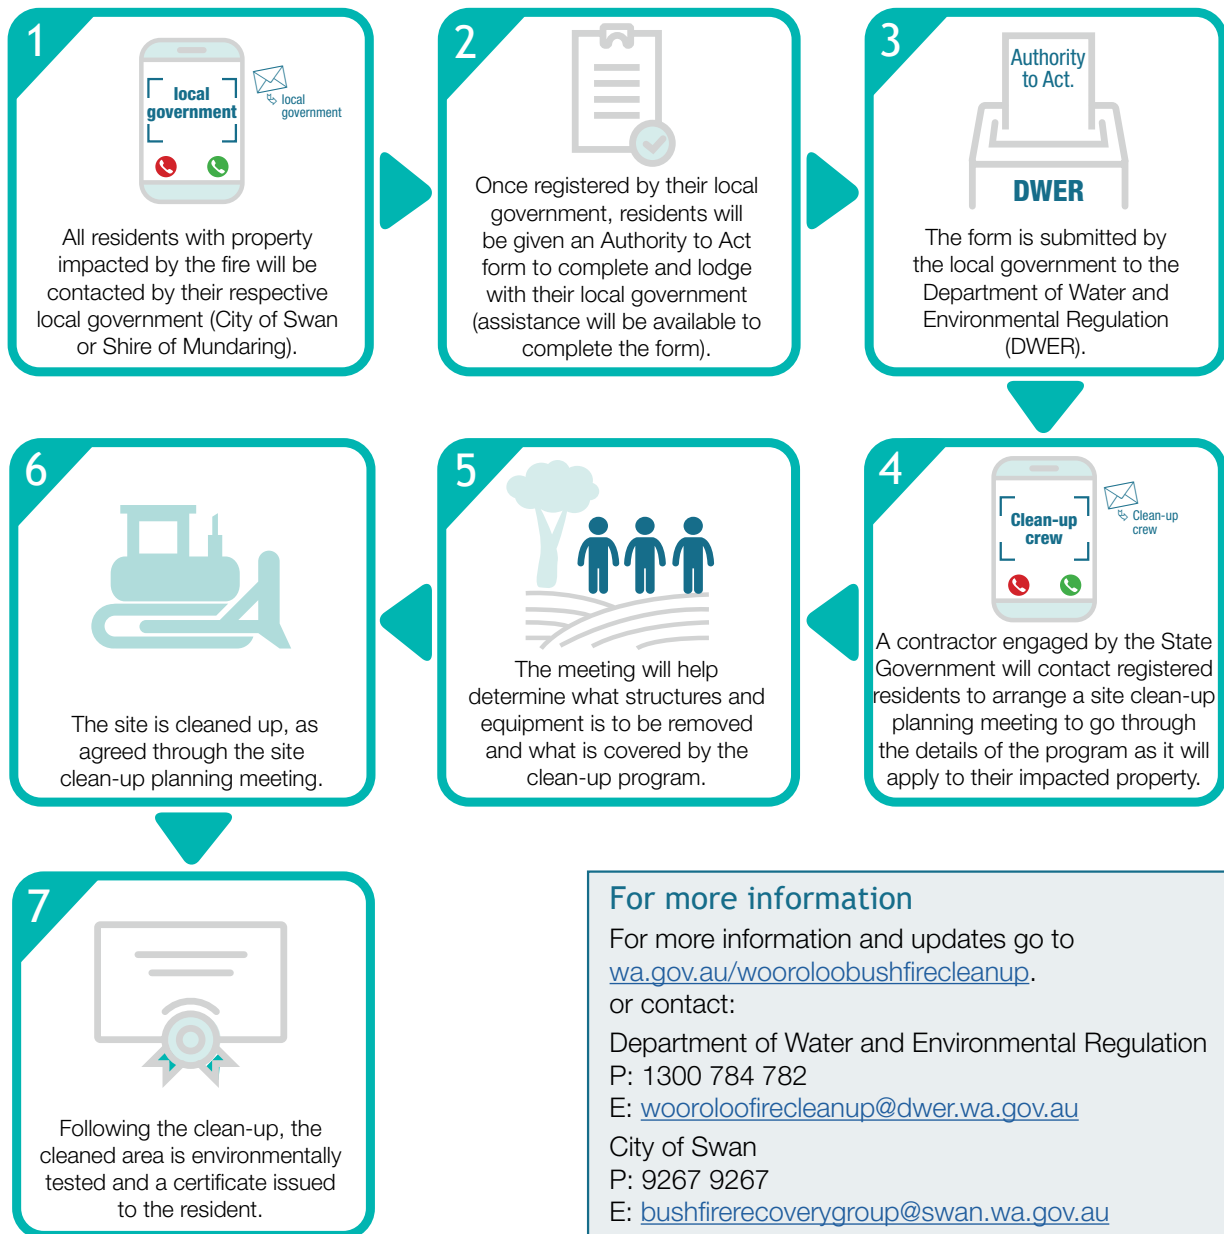 1
local
government
local
government
All residents with property
impacted by the fire will be
contacted by their respective
local government (City of Swan
or Shire of Mundaring).
2
Once registered by their local
government, residents will
be given an Authority to Act
form to complete and lodge
with their local government
(assistance will be available to
complete the form).
3
Authority
to Act.
DWER
The form is submitted by
the local government to the
Department of Water and
Environmental Regulation
(DWER).
4
Clean-up
crew
Clean-up
crew
A contractor engaged by the State
Government will contact registered
residents to arrange a site clean-up
planning meeting to go through
the details of the program as it will
apply to their impacted property.
5
The meeting will help
determine what structures and
equipment is to be removed
and what is covered by the
clean-up program.
6
The site is cleaned up, as
agreed through the site
clean-up planning meeting.
7
Following the clean-up, the
cleaned area is environmentally
tested and a certificate issued
to the resident.
For more information
For more information and updates go to
wa.gov.au/wooroloobushfirecleanup.
or contact:
Department of Water and Environmental Regulation
P: 1300 784 782
E: wooroloofirecleanup@dwer.wa.gov.au
City of Swan
P: 9267 9267
E: bushfirerecoverygroup@swan.wa.gov.au